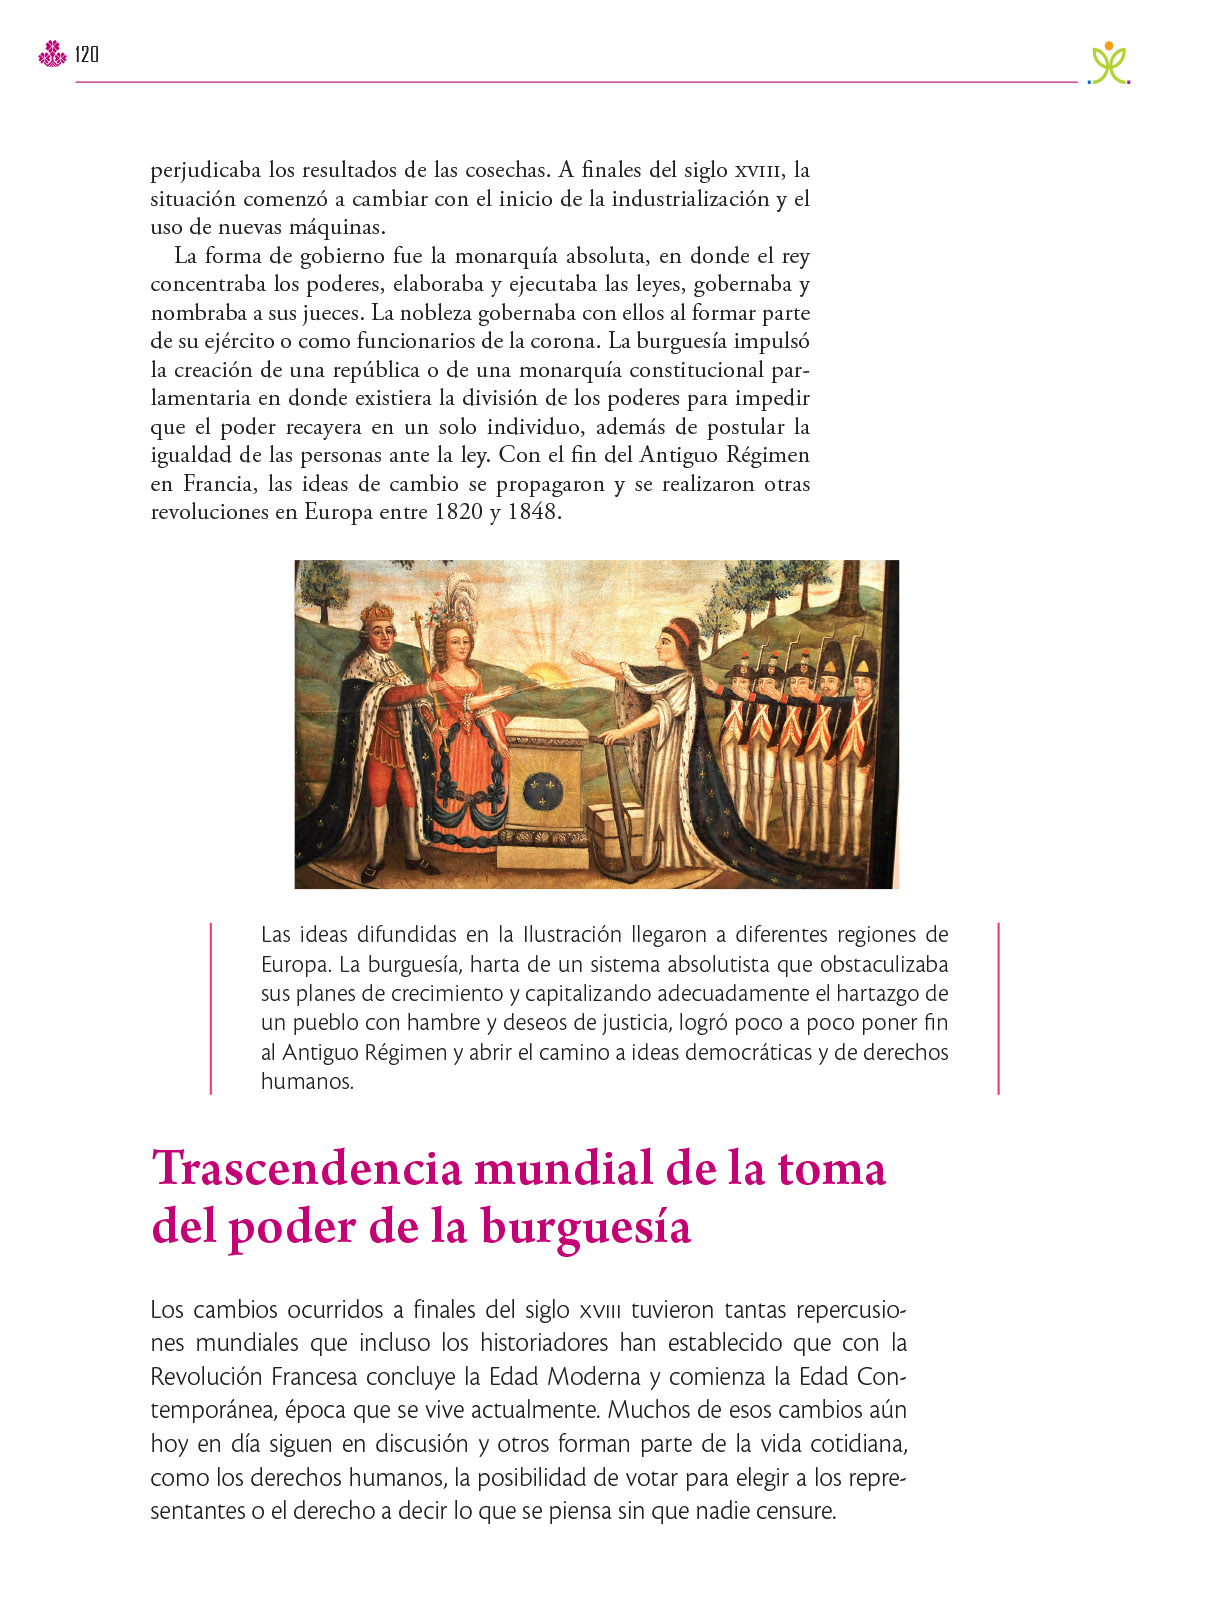 120
perjudicaba los resultados de las cosechas. A finales del siglo XVIII, la
situación comenzó a cambiar con el inicio de la industrialización y el
uso de nuevas máquinas.
La forma de gobierno fue la monarquía absoluta, en donde el rey
concentraba los poderes, elaboraba y ejecutaba las leyes, gobernaba y
nombraba a sus jueces. La nobleza gobernaba con ellos al formar parte
de su ejército o como funcionarios de la corona. La burguesía impulsó
la creación de una república o de una monarquía constitucional par-
lamentaria en donde existiera la división de los poderes para impedir
que el poder recayera en un solo individuo, además de postular la
igualdad de las personas ante la ley. Con el fin del Antiguo Régimen
en Francia, las ideas de cambio se propagaron y se realizaron otras
revoluciones en Europa entre 1820 y 1848.
Las ideas difundidas en la Ilustración llegaron a diferentes regiones de
Europa. La burguesía, harta de un sistema absolutista que obstaculizaba
sus planes de crecimiento y capitalizando adecuadamente el hartazgo de
un pueblo con hambre y deseos de justicia, logró poco a poco poner fin
al Antiguo Régimen y abrir el camino a ideas democráticas y de derechos
humanos.
Trascendencia mundial de la toma
del poder de la burguesía
Los cambios ocurridos a finales del siglo XVIII tuvieron tantas repercusio-
nes mundiales que incluso los historiadores han establecido que con la
Revolución Francesa concluye la Edad Moderna y comienza la Edad Con-
temporánea, época que se vive actualmente. Muchos de esos cambios aún
hoy en día siguen en discusión y otros forman parte de la vida cotidiana,
como los derechos humanos, la posibilidad de votar para elegir a los repre-
sentantes o el derecho a decir lo que se piensa sin que nadie censure.